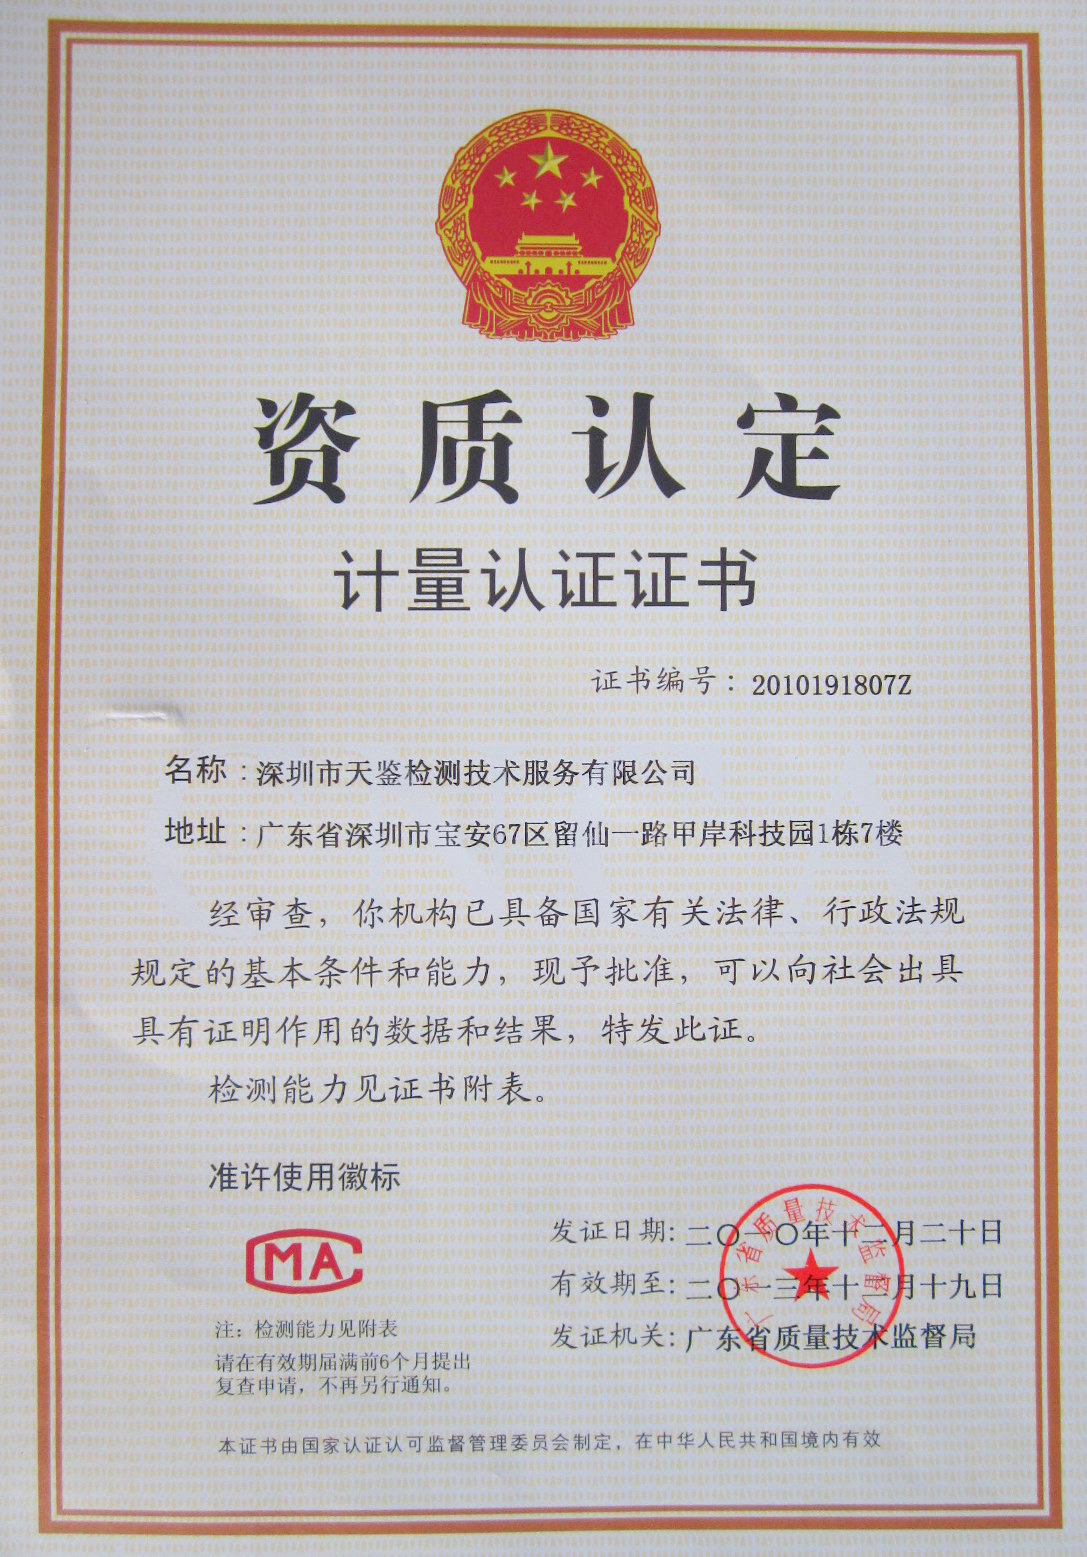 资质认定
计量认证证书
证书编号：2010191807Z
名称：深圳市天鉴检测技术服务有限公司
地址：广东省深圳市宝安67区留仙一路甲岸科技园1栋7楼
经审查，你机构已具备国家有关法律、行政法规
规定的基本条件和能力，现予批准，可以向社会出具
具有证明作用的数据和结果，特发此证。
检测能力见证书附表。
准许使用徽标
MA
发证日期：二〇一〇年十二月二十日
有效期至：二〇一三年十二月十九日
发证机关：广东省质量技术监督局
广东省质量技术监督局
注：检测能力见附表
请在有效期届满前6个月提出
复查申请，不再另行通知。
本证书由国家认证认可监督管理委员会制定，在中华人民共和国境内有效